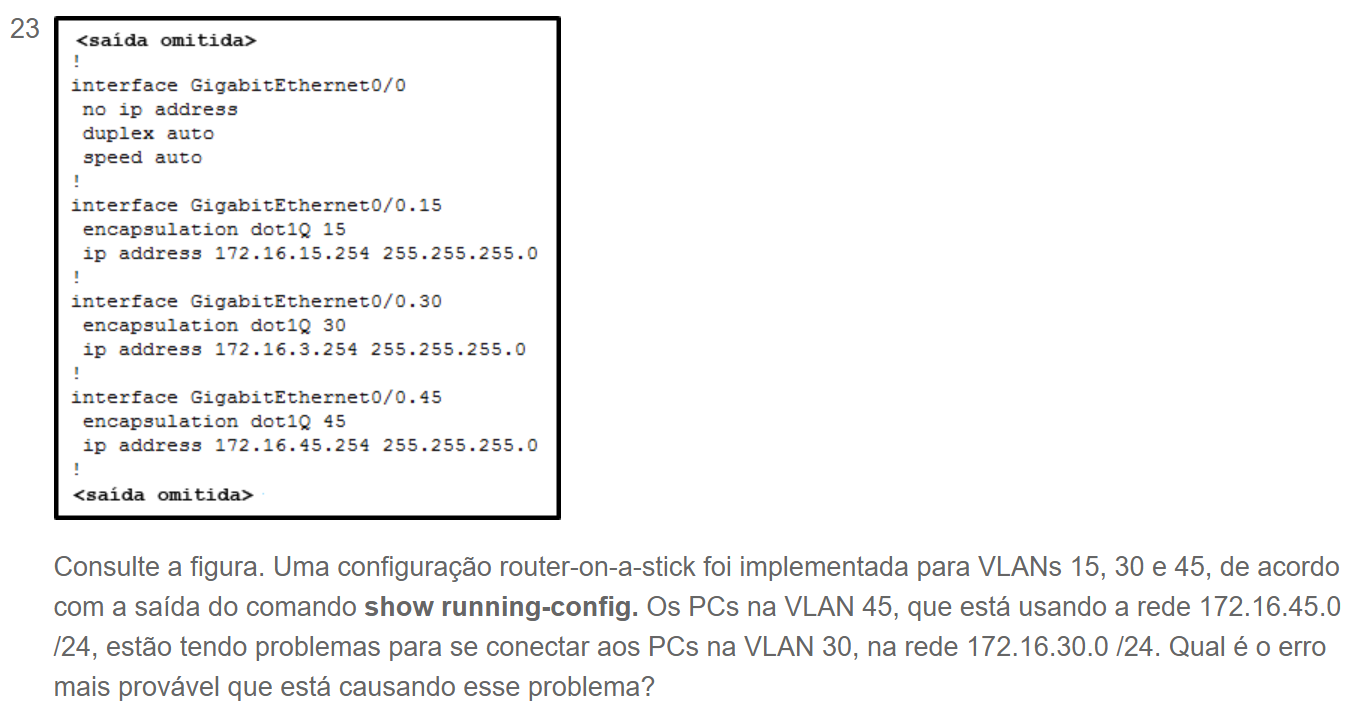 23
<saída omitida>
!
interface GigabitEthernet0/0
no ip address
duplex auto
speed auto
!
interface GigabitEthernet0/0.15
encapsulation dot1Q 15
ip address 172.16.15.254 255.255.255.0
!
interface GigabitEthernet0/0.30
encapsulation dot1Q 30
ip address 172.16.3.254 255.255.255.0
!
interface GigabitEthernet0/0.45
encapsulation dot1Q 45
ip address 172.16.45.254 255.255.255.0
!
<saída omitida>
Consulte a figura. Uma configuração router-on-a-stick foi implementada para VLANs 15, 30 e 45, de acordo
com a saída do comando show running-config. Os PCs na VLAN 45, que está usando a rede 172.16.45.0
/24, estão tendo problemas para se conectar aos PCs na VLAN 30, na rede 172.16.30.0 /24. Qual é o erro
mais provável que está causando esse problema?